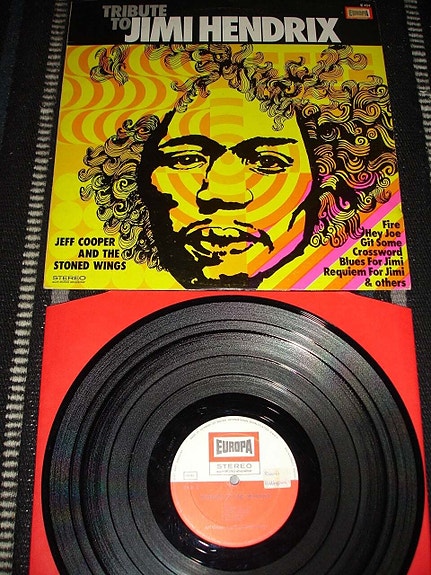 TRIBUTE
TO JIMI HENDRIX
EUROPA
JEFF COOPER
AND THE
STONED WINGS
STEREO
Fire
Hey Joe
Git Some
Crossword
Blues For Jimi
Requiem For Jimi
& others
EUROPA
STEREO